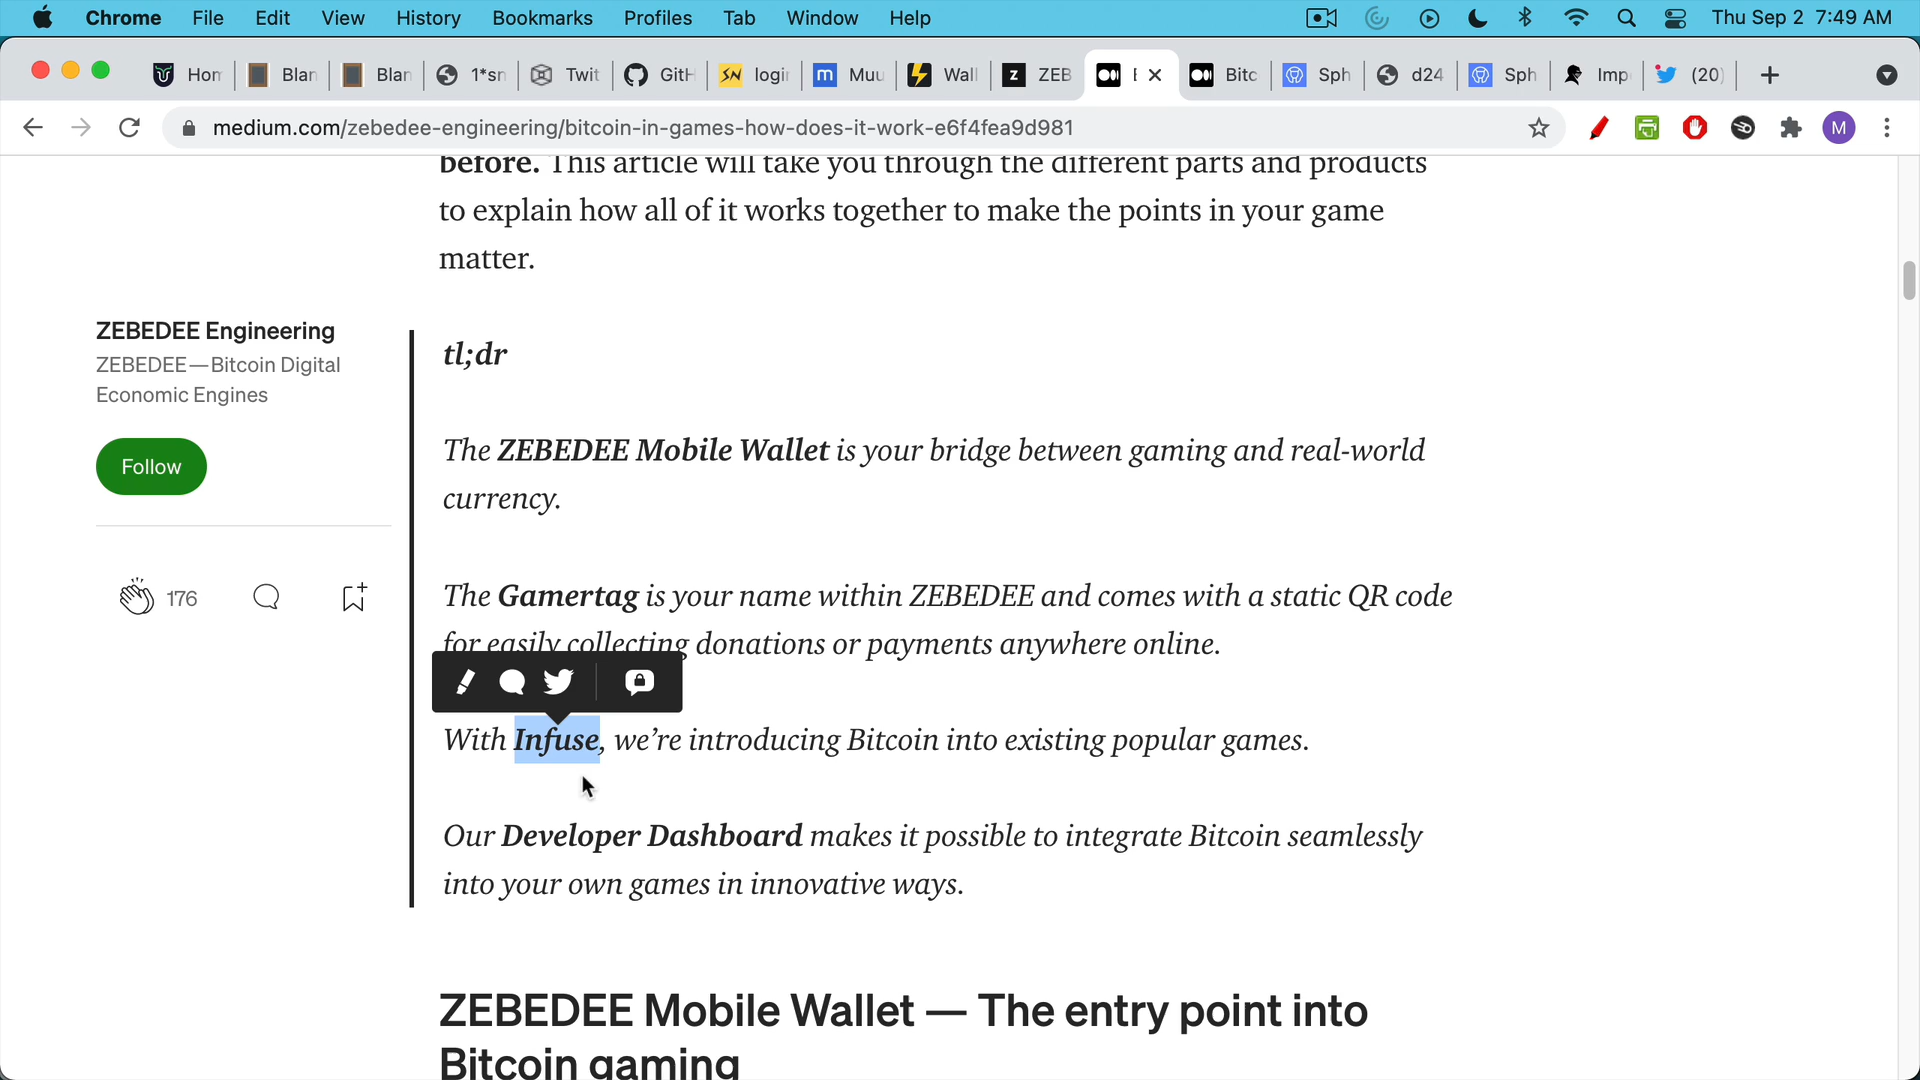 Chrome File Edit View History Bookmarks Profiles Tab Window Help Thu Sep 2 7:49 AM
Hom Blan Blan 1*sn Twit GitH login Muu Wall ZEB Bitc Sph d24 Sph Imp (20)
medium.com/zebedee-engineering/bitcoin-in-games-how-does-it-work-e6f4fea9d981 M
before. This article will take you through the different parts and products
to explain how all of it works together to make the points in your game
matter.
ZEBEDEE Engineering
ZEBEDEE — Bitcoin Digital
Economic Engines
Follow
176
tl;dr
The ZEBEDEE Mobile Wallet is your bridge between gaming and real-world
currency.
The Gamertag is your name within ZEBEDEE and comes with a static QR code
for easily collecting donations or payments anywhere online.
With Infuse, we’re introducing Bitcoin into existing popular games.
Our Developer Dashboard makes it possible to integrate Bitcoin seamlessly
into your own games in innovative ways.
ZEBEDEE Mobile Wallet — The entry point into
Bitcoin gaming